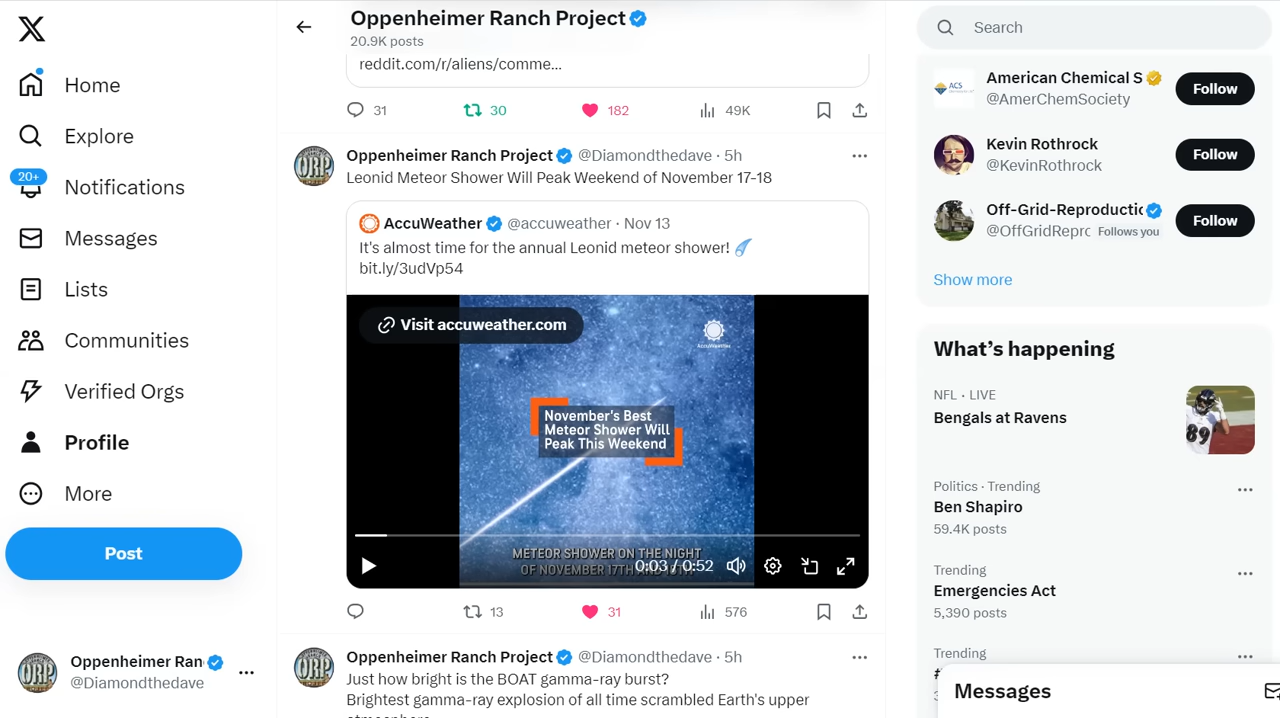 Home
Explore
20+
Notifications
Messages
Lists
Communities
Verified Orgs
Profile
More
Post
Oppenheimer Ran
@Diamondthedave
Oppenheimer Ranch Project
20.9K posts
reddit.com/r/aliens/comme...
31 30 182 49K
Oppenheimer Ranch Project @Diamondthedave · 5h
Leonid Meteor Shower Will Peak Weekend of November 17-18
AccuWeather @accuweather · Nov 13
It's almost time for the annual Leonid meteor shower!
bit.ly/3udVp54
Visit accuweather.com
AccuWeather
November's Best
Meteor Shower Will
Peak This Weekend
METEOR SHOWER ON THE NIGHT
OF NOVEMBER 17TH AND 18TH
0:03 / 0:52
13 31 576
Oppenheimer Ranch Project @Diamondthedave · 5h
Just how bright is the BOAT gamma-ray burst?
Brightest gamma-ray explosion of all time scrambled Earth's upper
Search
ACS
American Chemical S
@AmerChemSociety
Follow
Kevin Rothrock
@KevinRothrock
Follow
Off-Grid-Reproductic
@OffGridRepro Follows you
Follow
Show more
What's happening
NFL · LIVE
Bengals at Ravens
89
Politics · Trending
Ben Shapiro
59.4K posts
Trending
Emergencies Act
5,390 posts
Trending
Messages